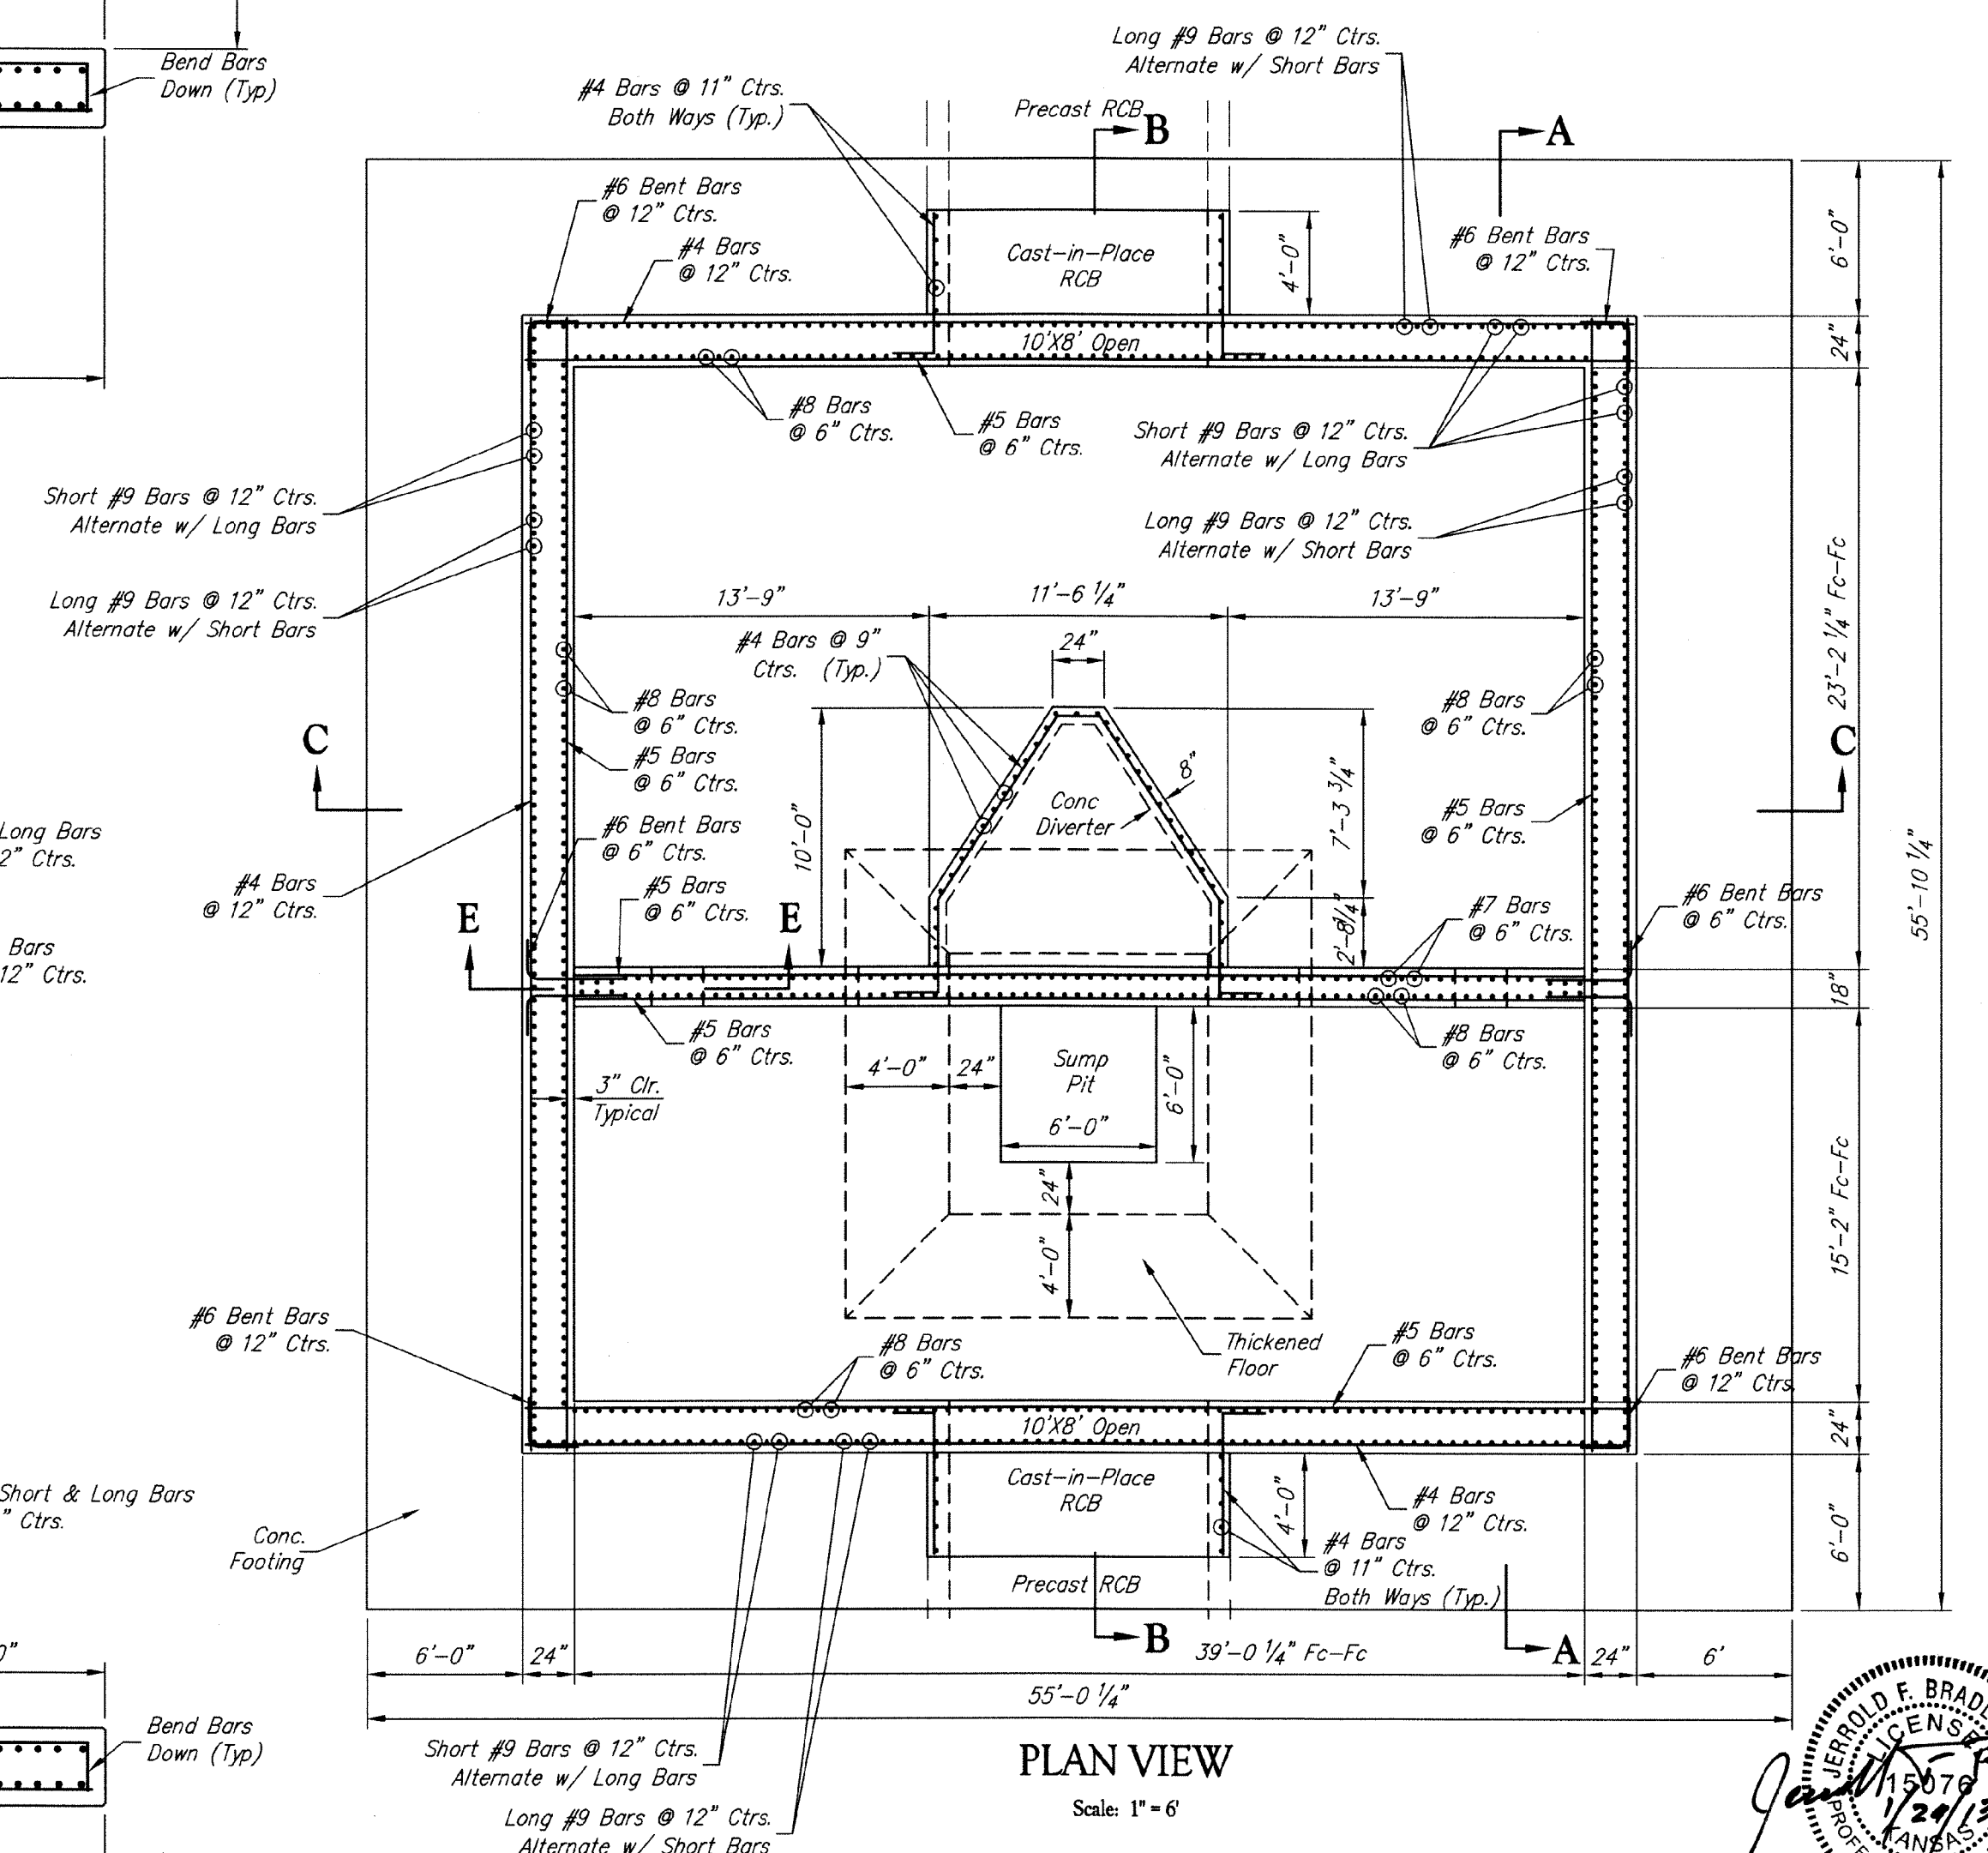 Bend Bars
Down (Typ)
#4 Bars @ 11" Ctrs.
Both Ways (Typ.)
Long #9 Bars @ 12" Ctrs.
Alternate w/ Short Bars
Precast RCB
B
A
#6 Bent Bars
@ 12" Ctrs.
#4 Bars
@ 12" Ctrs.
Cast-in-Place
RCB
4'-0"
#6 Bent Bars
@ 12" Ctrs.
6'-0"
24"
10'X8' Open
#8 Bars
@ 6" Ctrs.
#5 Bars
@ 6" Ctrs.
Short #9 Bars @ 12" Ctrs.
Alternate w/ Long Bars
Short #9 Bars @ 12" Ctrs.
Alternate w/ Long Bars
Long #9 Bars @ 12" Ctrs.
Alternate w/ Short Bars
Long #9 Bars @ 12" Ctrs.
Alternate w/ Short Bars
13'-9"
11'-6 1/4"
13'-9"
23'-2 1/4" Fc-Fc
#4 Bars @ 9"
Ctrs. (Typ.)
24"
#8 Bars
@ 6" Ctrs.
#8 Bars
@ 6" Ctrs.
C
C
#5 Bars
@ 6" Ctrs.
8"
7'-3 3/4"
Conc
Diverter
10'-0"
#5 Bars
@ 6" Ctrs.
Long Bars
2" Ctrs.
#6 Bent Bars
@ 6" Ctrs.
55'-10 1/4"
#4 Bars
@ 12" Ctrs.
#5 Bars
@ 6" Ctrs.
#6 Bent Bars
@ 6" Ctrs.
E
E
#7 Bars
@ 6" Ctrs.
2'-8 1/4"
Bars
12" Ctrs.
18"
#5 Bars
@ 6" Ctrs.
#8 Bars
@ 6" Ctrs.
Sump
Pit
4'-0"
24"
6'-0"
6'-0"
3" Clr.
Typical
24"
15'-2" Fc-Fc
4'-0"
#6 Bent Bars
@ 12" Ctrs.
#8 Bars
@ 6" Ctrs.
Thickened
Floor
#5 Bars
@ 6" Ctrs.
#6 Bent Bars
@ 12" Ctrs.
10'X8' Open
24"
Cast-in-Place
RCB
4'-0"
#4 Bars
@ 12" Ctrs.
Short & Long Bars
" Ctrs.
Conc.
Footing
#4 Bars
@ 11" Ctrs.
Both Ways (Typ.)
6'-0"
Precast RCB
B
A
0"
6'-0"
24"
39'-0 1/4" Fc-Fc
24"
6'
55'-0 1/4"
Bend Bars
Down (Typ)
Short #9 Bars @ 12" Ctrs.
Alternate w/ Long Bars
Long #9 Bars @ 12" Ctrs.
Alternate w/ Short Bars
PLAN VIEW
Scale: 1" = 6'
JERROLD F. BRAD
LICENSE
15076
1/24/13
KANSAS
PROFE